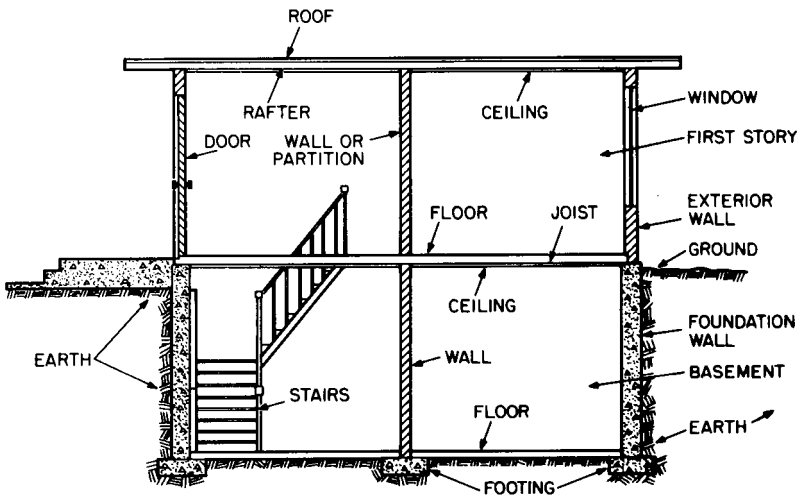 ROOF
RAFTER
CEILING
WINDOW
DOOR
WALL OR
PARTITION
FIRST STORY
FLOOR
JOIST
EXTERIOR
WALL
GROUND
CEILING
FOUNDATION
WALL
EARTH
WALL
BASEMENT
STAIRS
FLOOR
EARTH
FOOTING